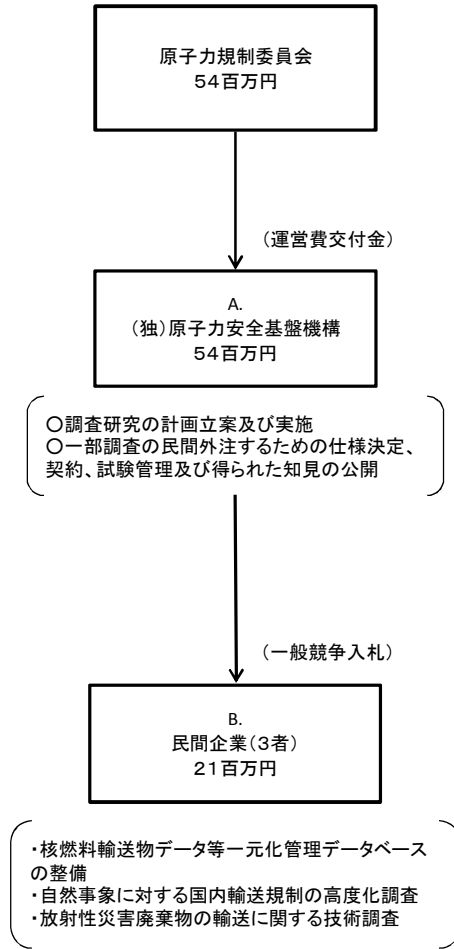 原子力規制委員会
５４百万円
（運営費交付金）
A.
（独）原子力安全基盤機構
５４百万円
○調査研究の計画立案及び実施
○一部調査の民間外注するための仕様決定、
契約、試験管理及び得られた知見の公開
（一般競争入札）
B.
民間企業（３者）
２１百万円
・核燃料輸送物データ等一元化管理データベース
の整備
・自然事象に対する国内輸送規制の高度化調査
・放射性災害廃棄物の輸送に関する技術調査